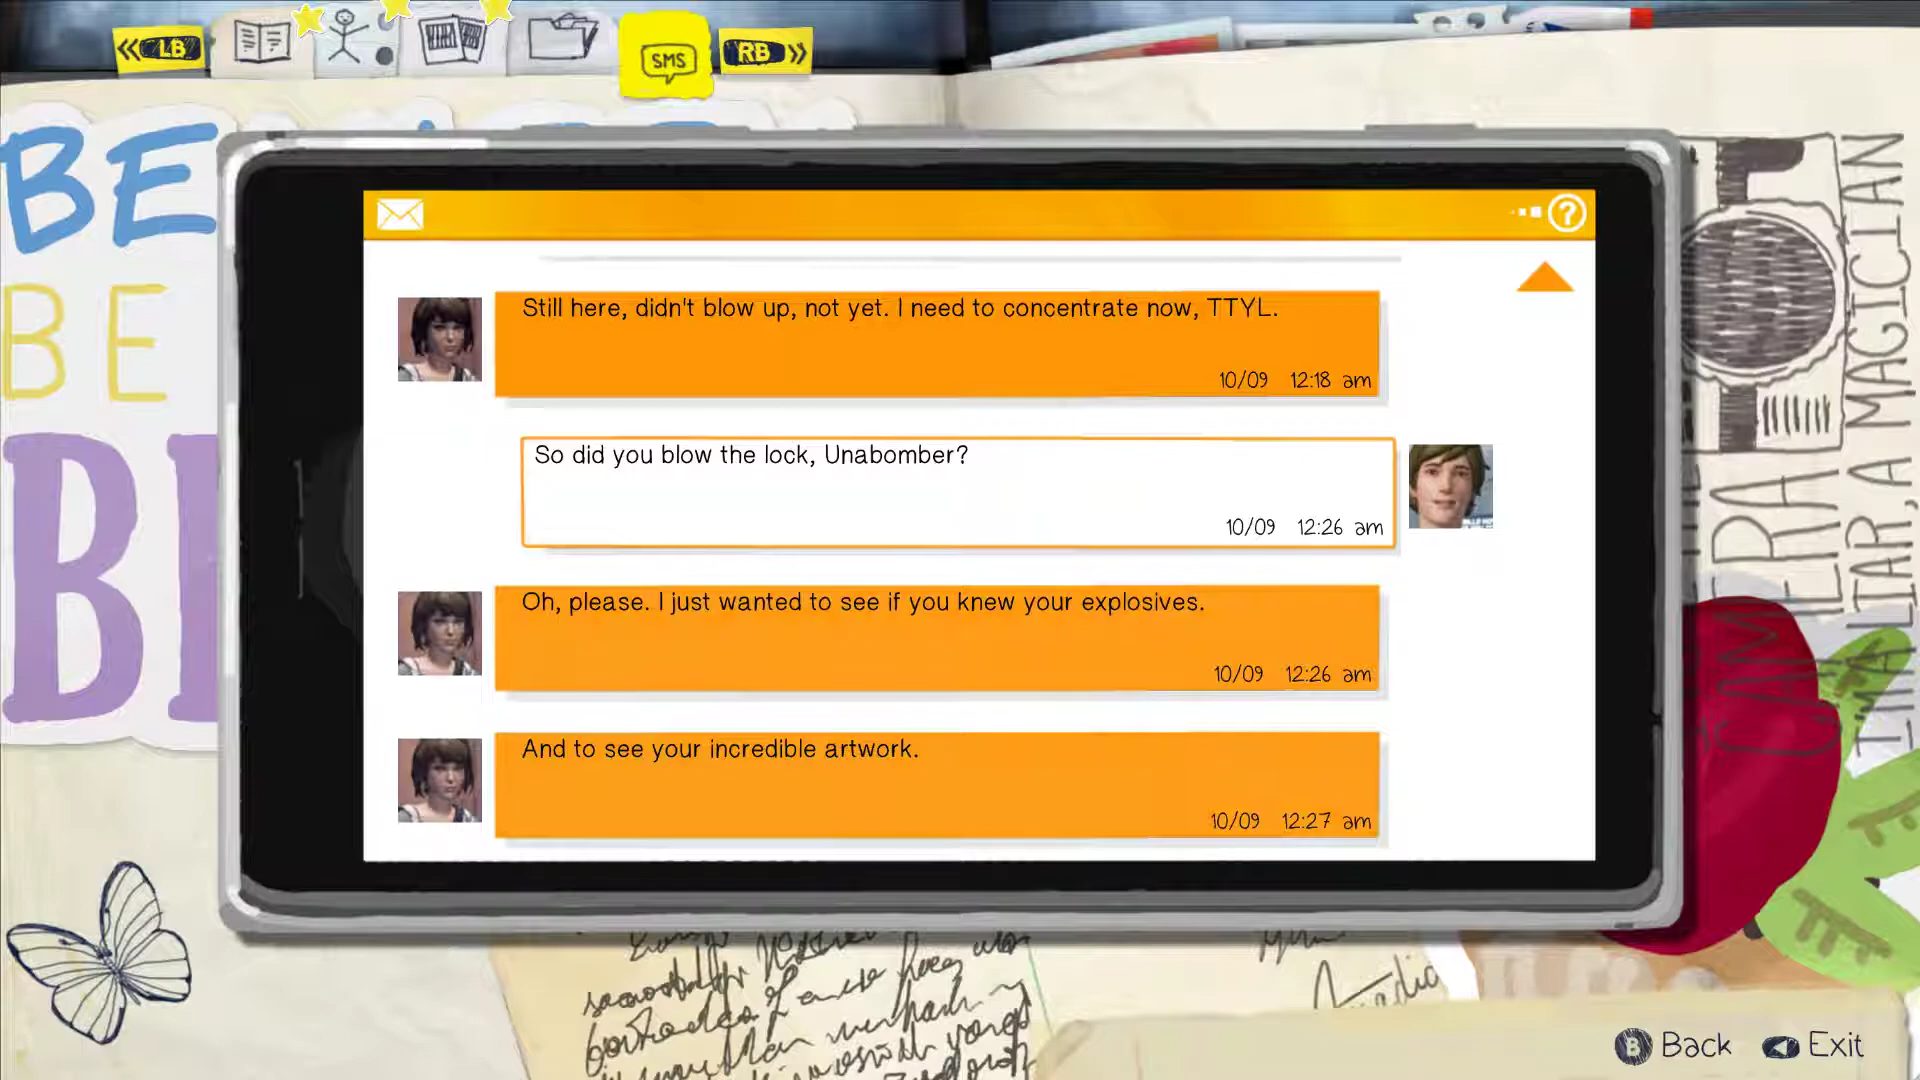 LB
SMS
RB
BE
BE
Still here, didn't blow up, not yet. I need to concentrate now, TTYL.
10/09 12:18 am
So did you blow the lock, Unabomber?
10/09 12:26 am
Oh, please. I just wanted to see if you knew your explosives.
10/09 12:26 am
And to see your incredible artwork.
10/09 12:27 am
LIAR, A MAGICIAN
B Back
Exit